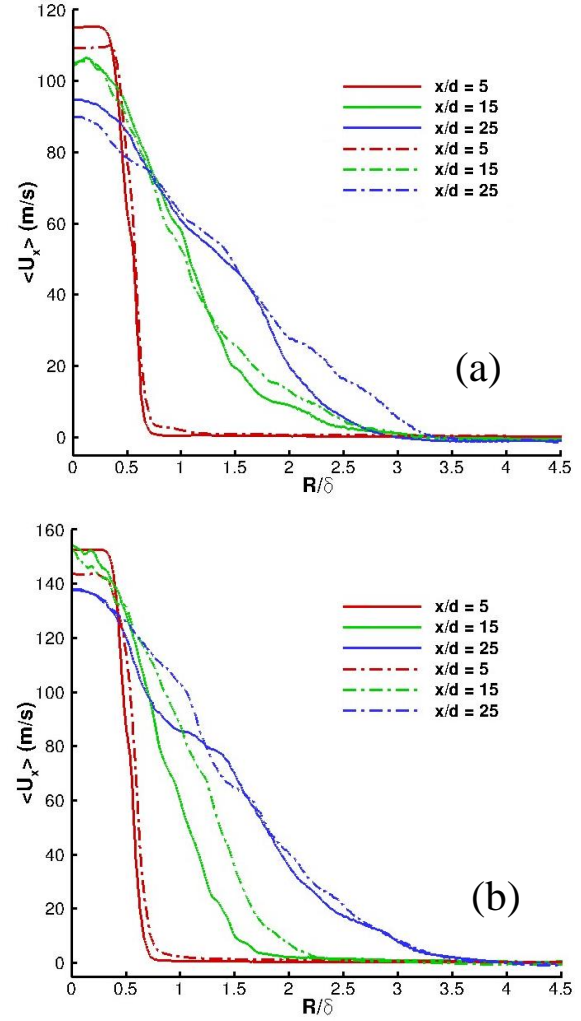 120
100
80
60
40
20
0
<U_x> (m/s)
0 0.5 1 1.5 2 2.5 3 3.5 4 4.5
R/δ
x/d = 5
x/d = 15
x/d = 25
x/d = 5
x/d = 15
x/d = 25
(a)
160
140
120
100
80
60
40
20
0
<U_x> (m/s)
0 0.5 1 1.5 2 2.5 3 3.5 4 4.5
R/δ
x/d = 5
x/d = 15
x/d = 25
x/d = 5
x/d = 15
x/d = 25
(b)